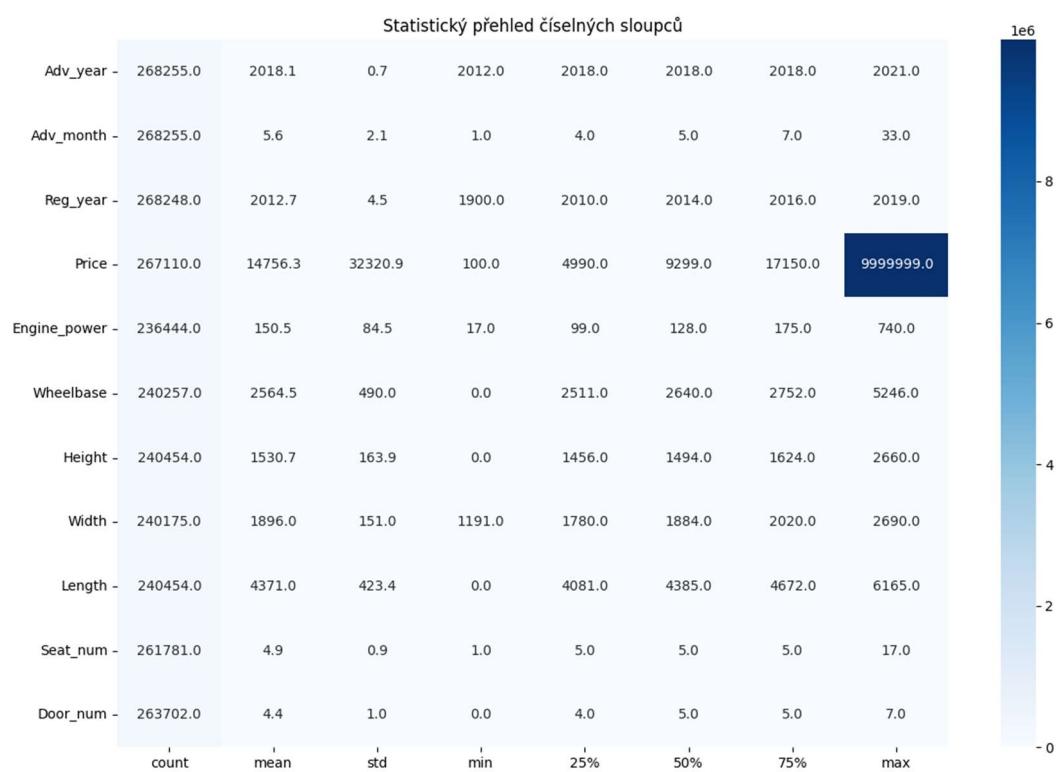 Statistický přehled číselných sloupců
1e6
Adv_year 268255.0 2018.1 0.7 2012.0 2018.0 2018.0 2018.0 2021.0
Adv_month 268255.0 5.6 2.1 1.0 4.0 5.0 7.0 33.0
8
Reg_year 268248.0 2012.7 4.5 1900.0 2010.0 2014.0 2016.0 2019.0
Price 267110.0 14756.3 32320.9 100.0 4990.0 9299.0 17150.0 9999999.0
6
Engine_power 236444.0 150.5 84.5 17.0 99.0 128.0 175.0 740.0
Wheelbase 240257.0 2564.5 490.0 0.0 2511.0 2640.0 2752.0 5246.0
Height 240454.0 1530.7 163.9 0.0 1456.0 1494.0 1624.0 2660.0
4
Width 240175.0 1896.0 151.0 1191.0 1780.0 1884.0 2020.0 2690.0
Length 240454.0 4371.0 423.4 0.0 4081.0 4385.0 4672.0 6165.0
2
Seat_num 261781.0 4.9 0.9 1.0 5.0 5.0 5.0 17.0
Door_num 263702.0 4.4 1.0 0.0 4.0 5.0 5.0 7.0
0
count mean std min 25% 50% 75% max